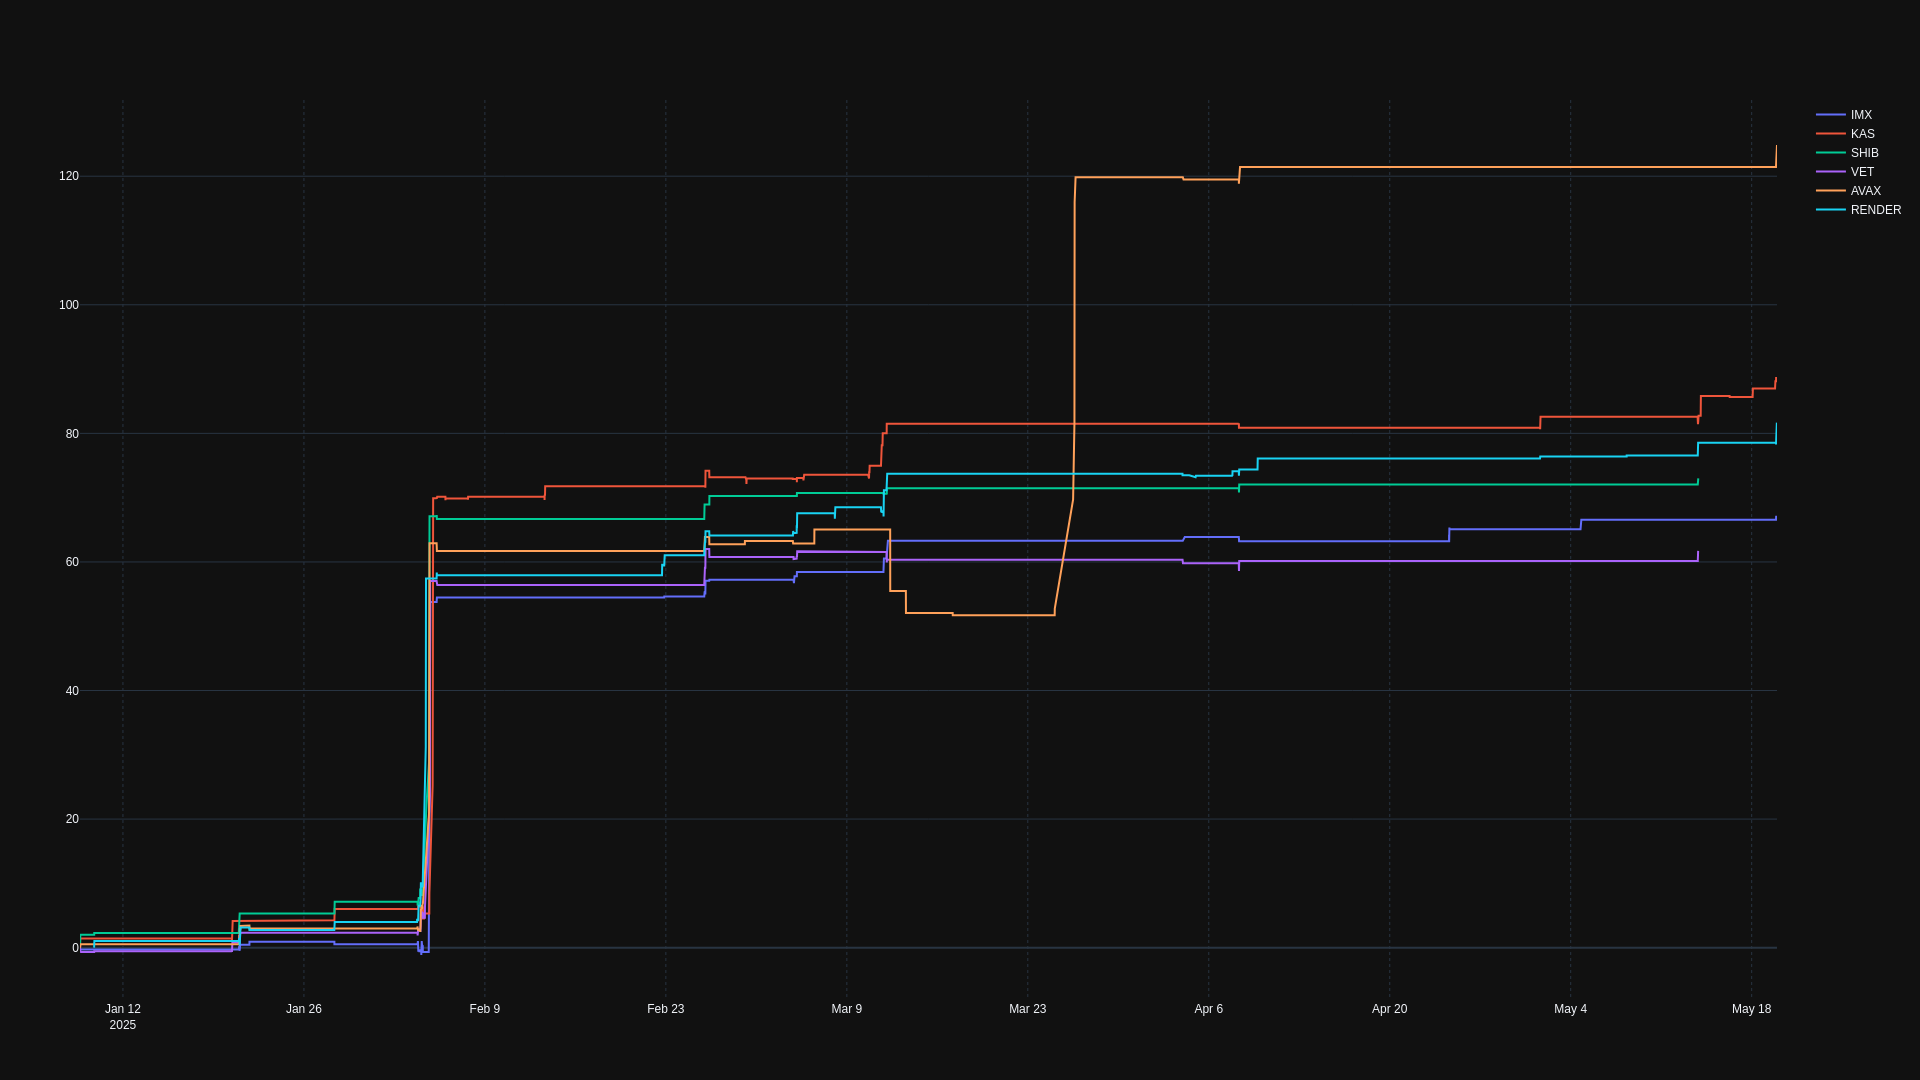 IMX
KAS
SHIB
VET
AVAX
RENDER
120
100
80
60
40
20
0
Jan 12
2025
Jan 26
Feb 9
Feb 23
Mar 9
Mar 23
Apr 6
Apr 20
May 4
May 18